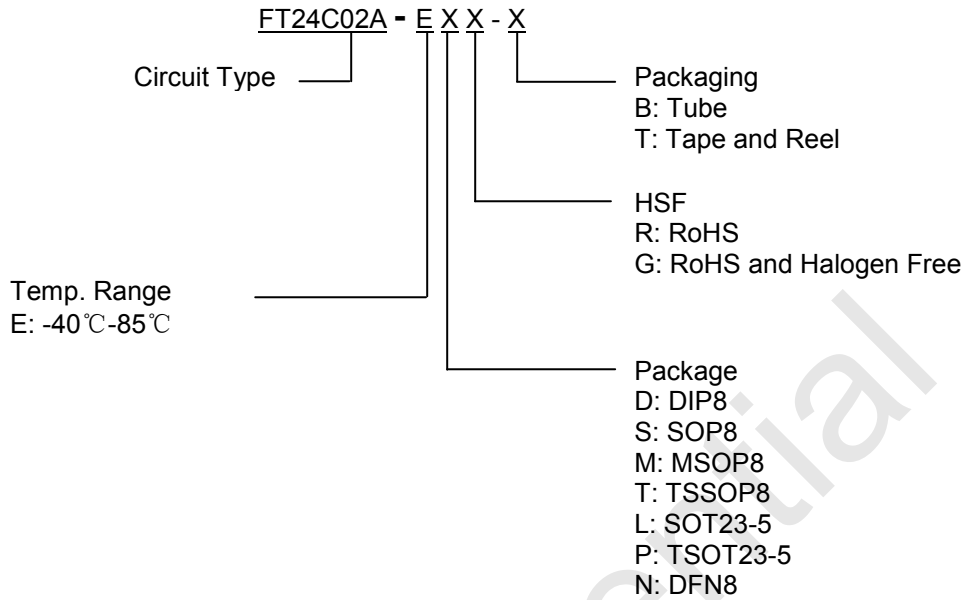 FT24C02A - E X X - X
Circuit Type
Packaging
B: Tube
T: Tape and Reel
HSF
R: RoHS
G: RoHS and Halogen Free
Temp. Range
E: -40℃-85℃
Package
D: DIP8
S: SOP8
M: MSOP8
T: TSSOP8
L: SOT23-5
P: TSOT23-5
N: DFN8